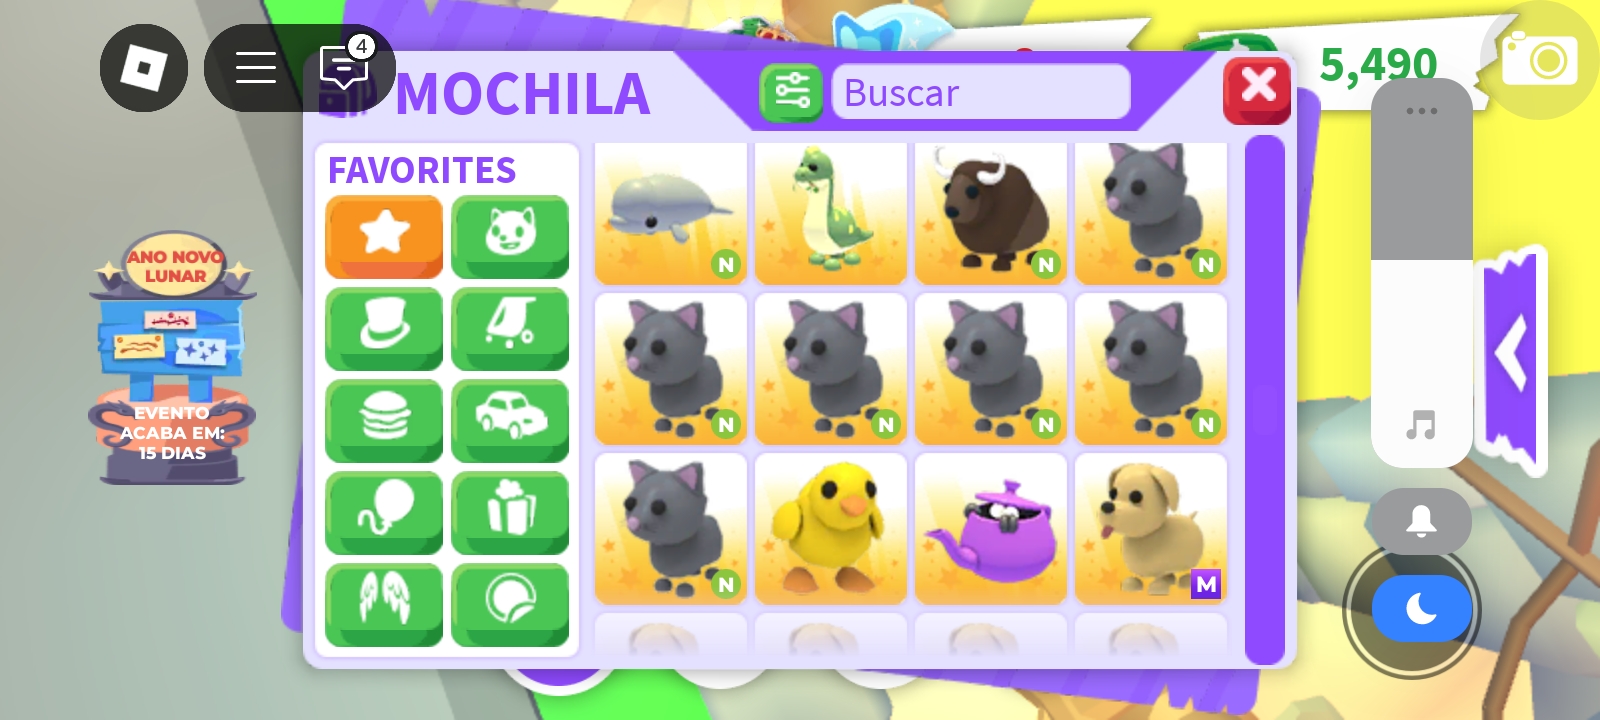 4
MOCHILA
Buscar
5,490
FAVORITES
N
N
N
ANO NOVO
LUNAR
N
N
N
N
EVENTO
ACABA EM:
15 DIAS
N
M